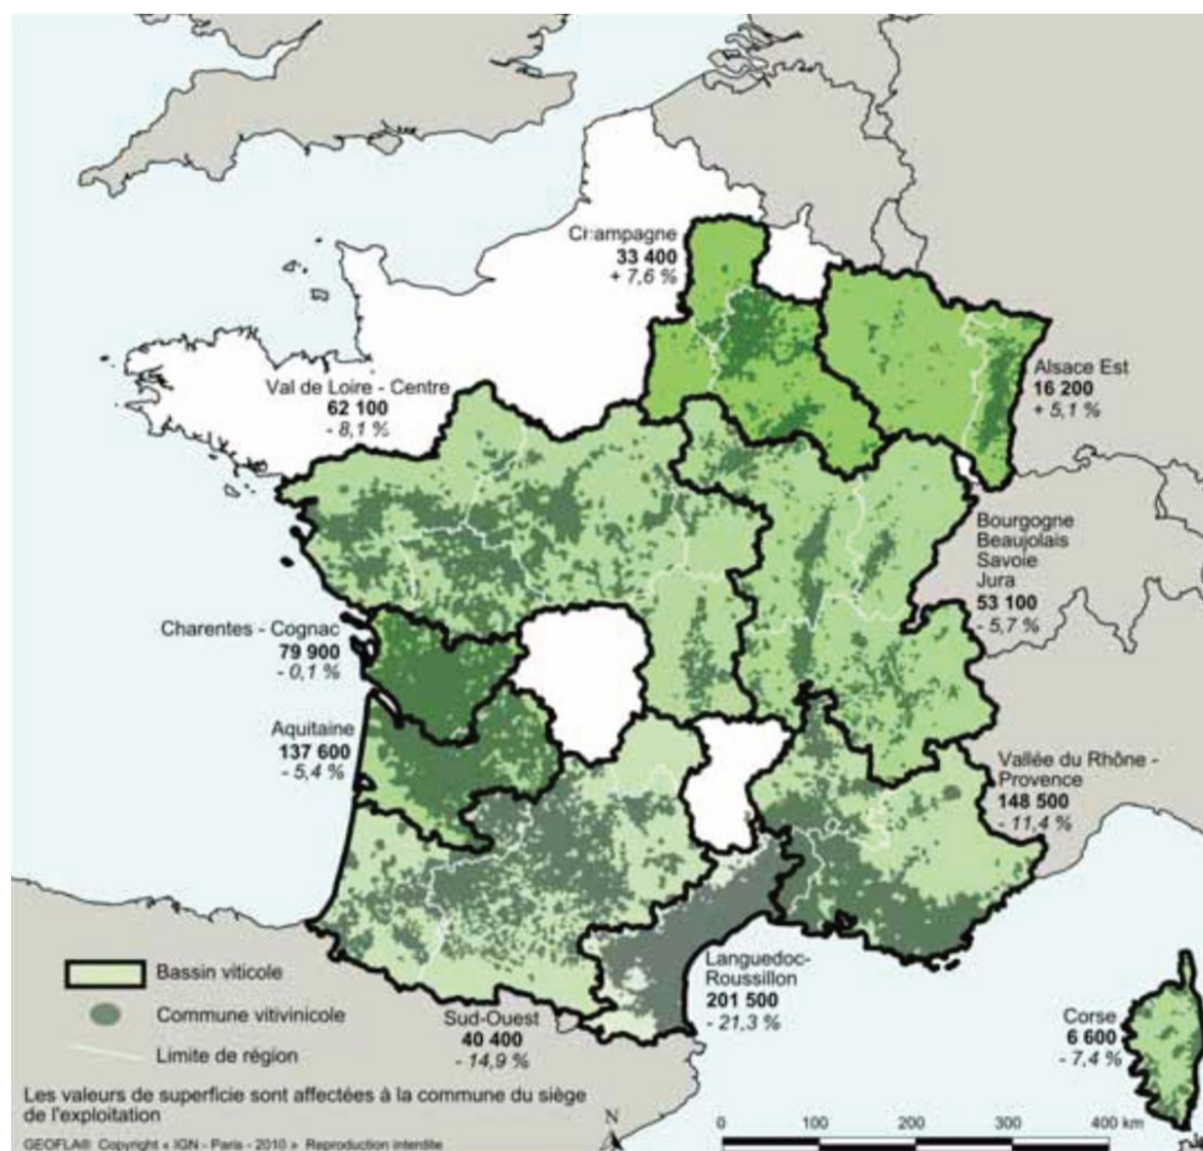 Champagne
33 400
+ 7,6 %
Val de Loire - Centre
62 100
- 8,1 %
Alsace Est
16 200
+ 5,1 %
Bourgogne
Beaujolais
Savoie
Jura
53 100
- 5,7 %
Charentes - Cognac
79 900
- 0,1 %
Aquitaine
137 600
- 5,4 %
Vallée du Rhône -
Provence
148 500
- 11,4 %
Languedoc-
Roussillon
201 500
- 21,3 %
Sud-Ouest
40 400
- 14,9 %
Corse
6 600
- 7,4 %
Bassin viticole
Commune vitivinicole
Limite de région
Les valeurs de superficie sont affectées à la commune du siège
de l'exploitation
GEOFLA® Copyright « IGN - Paris - 2010 » Reproduction interdite
N
0 100 200 300 400 km